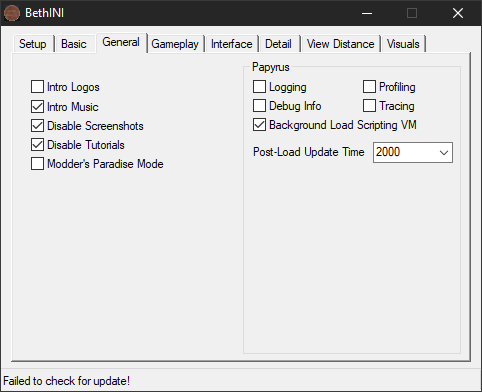 BethINI
Setup Basic General Gameplay Interface Detail View Distance Visuals
Intro Logos
Intro Music
Disable Screenshots
Disable Tutorials
Modder's Paradise Mode
Papyrus
Logging Profiling
Debug Info Tracing
Background Load Scripting VM
Post-Load Update Time 2000
Failed to check for update!